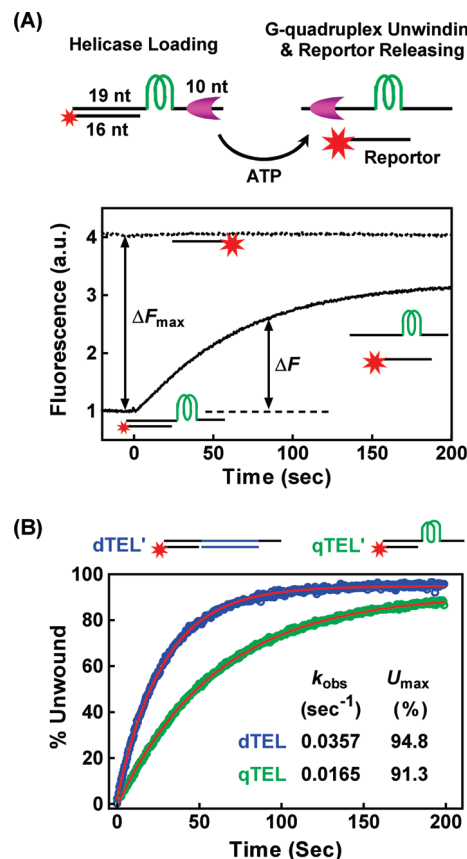 (A)
Helicase Loading
G-quadruplex Unwinding
& Reportor Releasing
19 nt
10 nt
16 nt
ATP
Reportor
Fluorescence (a.u.)
4
3
2
1
ΔFmax
ΔF
0
50
100
150
200
Time (sec)
(B)
dTEL'
qTEL'
% Unwound
100
80
60
40
20
0
kobs Umax
(sec⁻¹) (%)
dTEL 0.0357 94.8
qTEL 0.0165 91.3
0 50 100 150 200
Time (Sec)